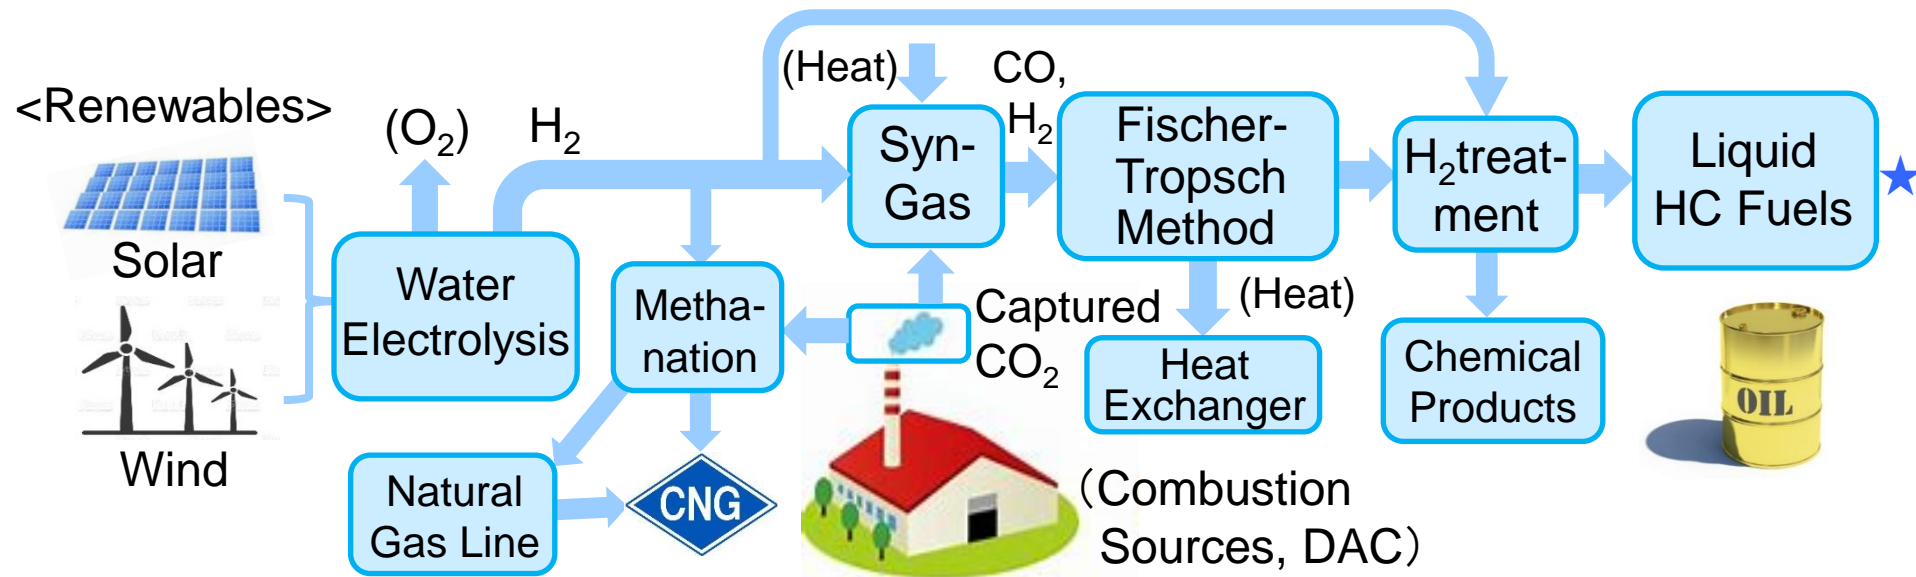 <Renewables>
Solar
Wind
(O₂)
H₂
Water
Electrolysis
Metha-
nation
Natural
Gas Line
CNG
(Heat)
Syn-
Gas
CO,
H₂
Captured
CO₂
（Combustion
Sources, DAC）
Fischer-
Tropsch
Method
(Heat)
Heat
Exchanger
H₂treat-
ment
Chemical
Products
Liquid
HC Fuels
OIL